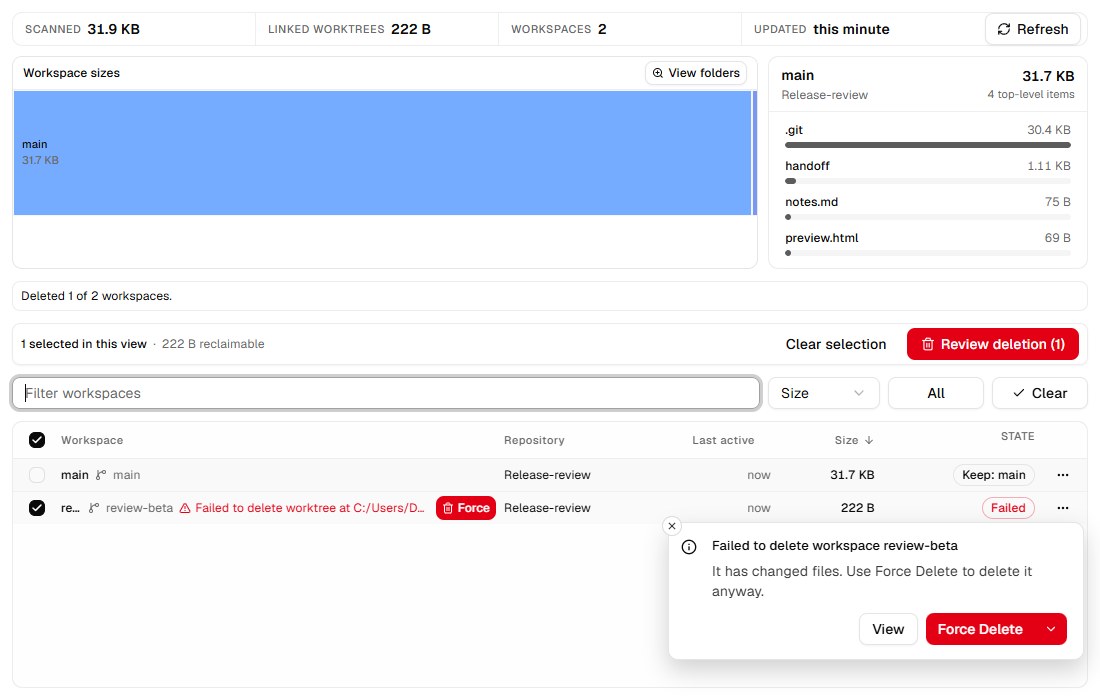 SCANNED 31.9 KB LINKED WORKTREES 222 B WORKSPACES 2 UPDATED this minute Refresh
Workspace sizes View folders
main
31.7 KB
main 31.7 KB
Release-review 4 top-level items
.git 30.4 KB
handoff 1.11 KB
notes.md 75 B
preview.html 69 B
Deleted 1 of 2 workspaces.
1 selected in this view · 222 B reclaimable Clear selection Review deletion (1)
Filter workspaces Size All Clear
Workspace Repository Last active Size STATE
main main Release-review now 31.7 KB Keep: main
re... review-beta Failed to delete worktree at C:/Users/D... Force Release-review now 222 B Failed
Failed to delete workspace review-beta
It has changed files. Use Force Delete to delete it
anyway.
View Force Delete